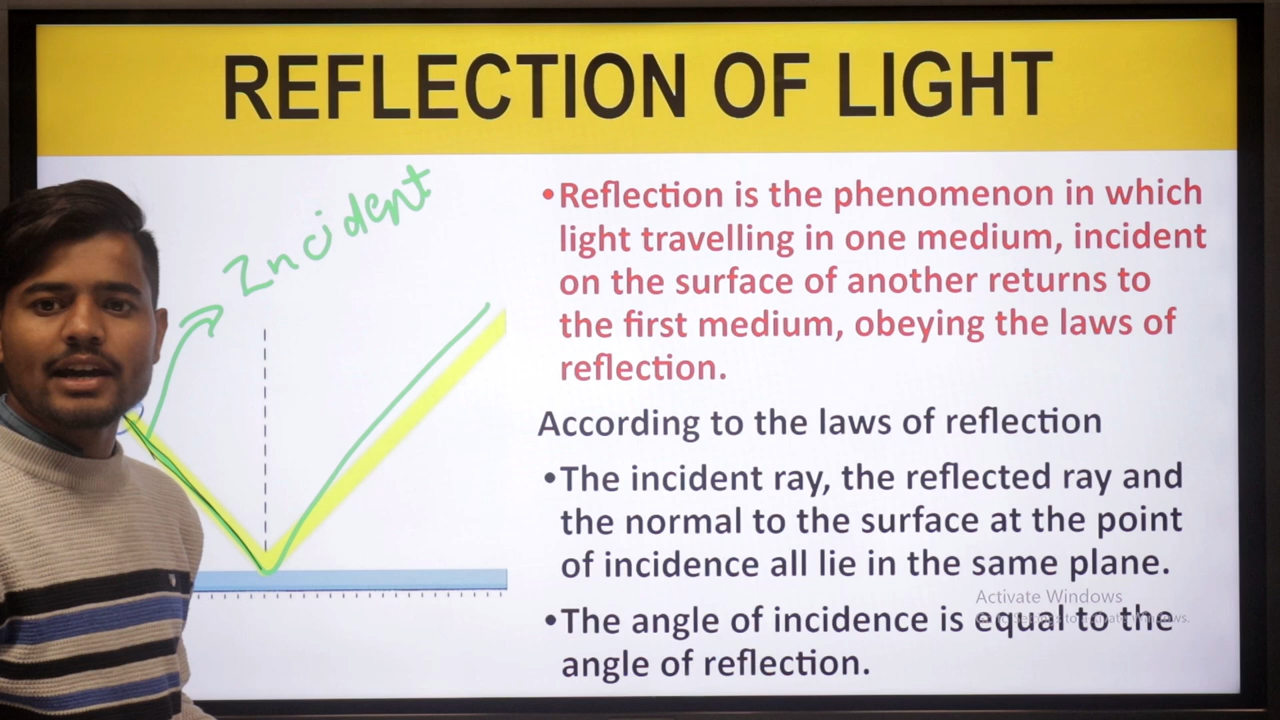 REFLECTION OF LIGHT
Incident
•Reflection is the phenomenon in which
light travelling in one medium, incident
on the surface of another returns to
the first medium, obeying the laws of
reflection.
According to the laws of reflection
•The incident ray, the reflected ray and
the normal to the surface at the point
of incidence all lie in the same plane.
Activate Windows
•The angle of incidence is equal to the
angle of reflection.